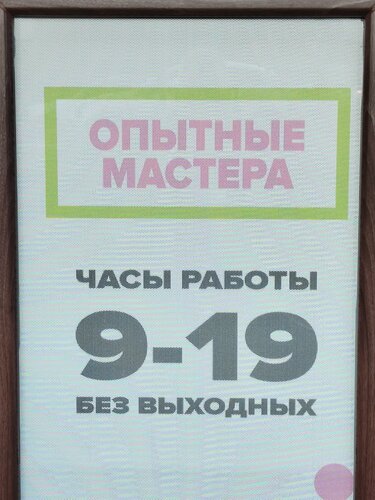 ОПЫТНЫЕ
МАСТЕРА
ЧАСЫ РАБОТЫ
9-19
БЕЗ ВЫХОДНЫХ